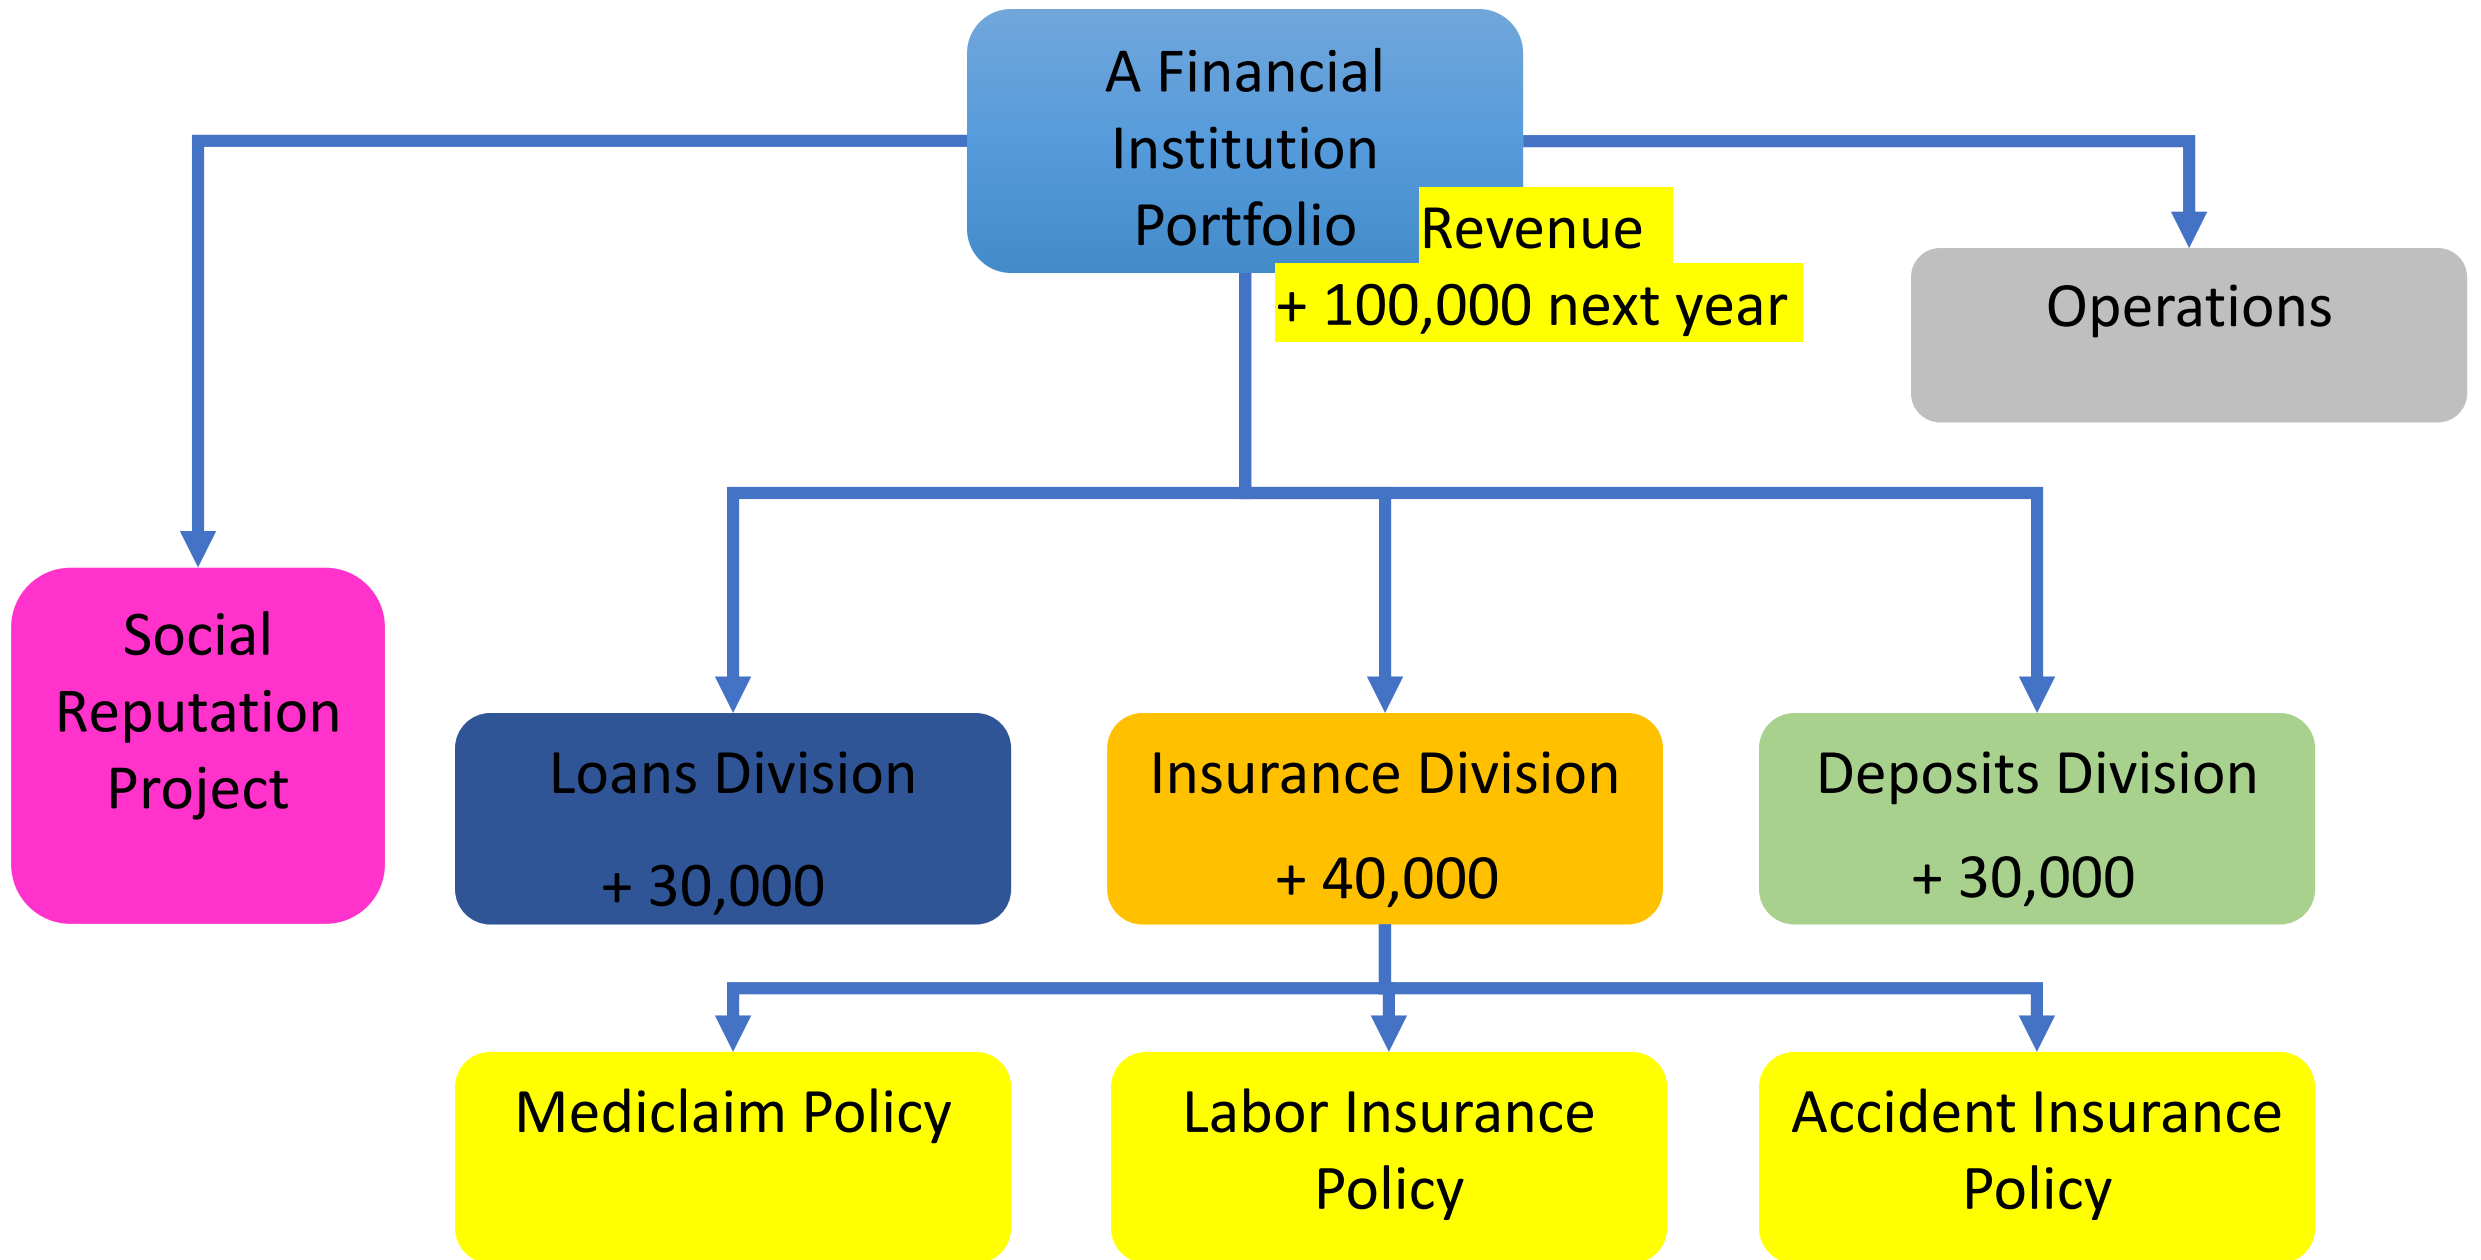 A Financial
Institution
Portfolio
Revenue
+ 100,000 next year
Operations
Social
Reputation
Project
Loans Division
+ 30,000
Insurance Division
+ 40,000
Deposits Division
+ 30,000
Mediclaim Policy
Labor Insurance
Policy
Accident Insurance
Policy